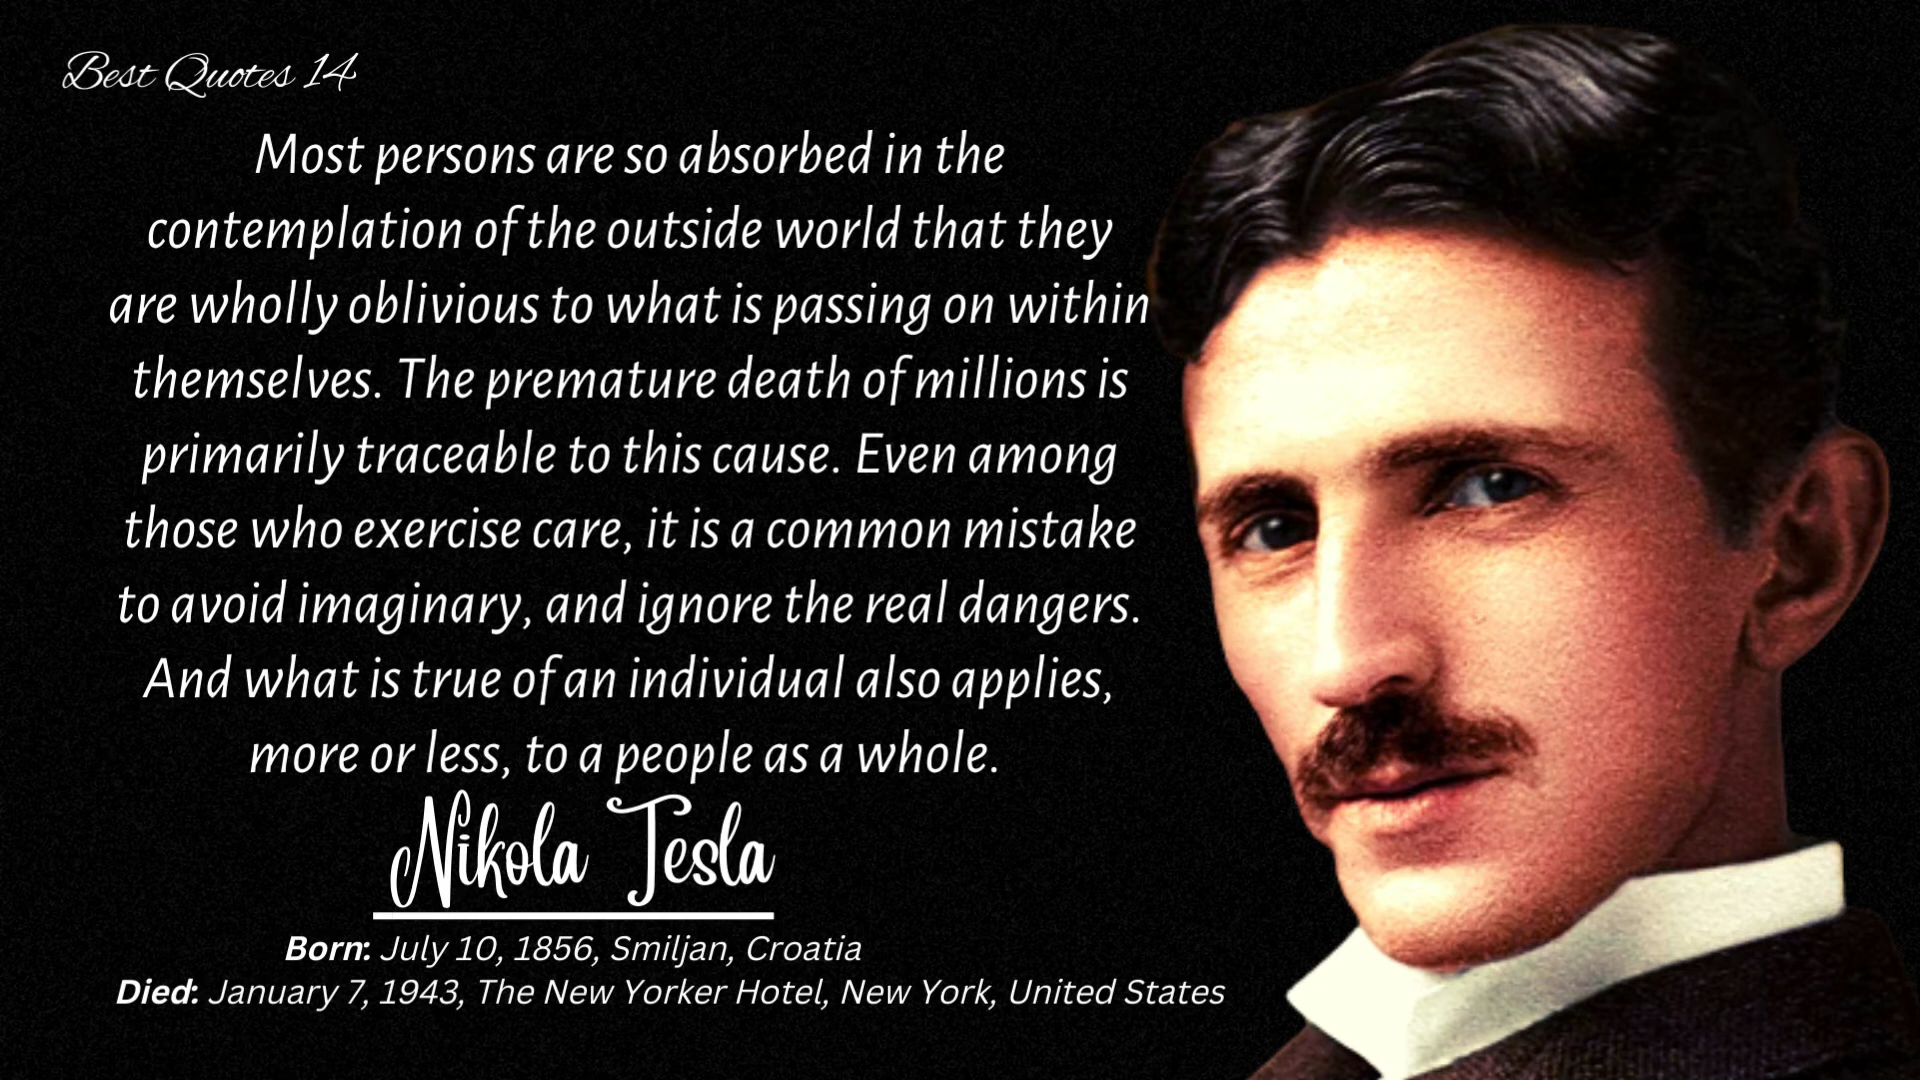 Best Quotes 14
Most persons are so absorbed in the
contemplation of the outside world that they
are wholly oblivious to what is passing on within
themselves. The premature death of millions is
primarily traceable to this cause. Even among
those who exercise care, it is a common mistake
to avoid imaginary, and ignore the real dangers.
And what is true of an individual also applies,
more or less, to a people as a whole.
Nikola Tesla
Born: July 10, 1856, Smiljan, Croatia
Died: January 7, 1943, The New Yorker Hotel, New York, United States